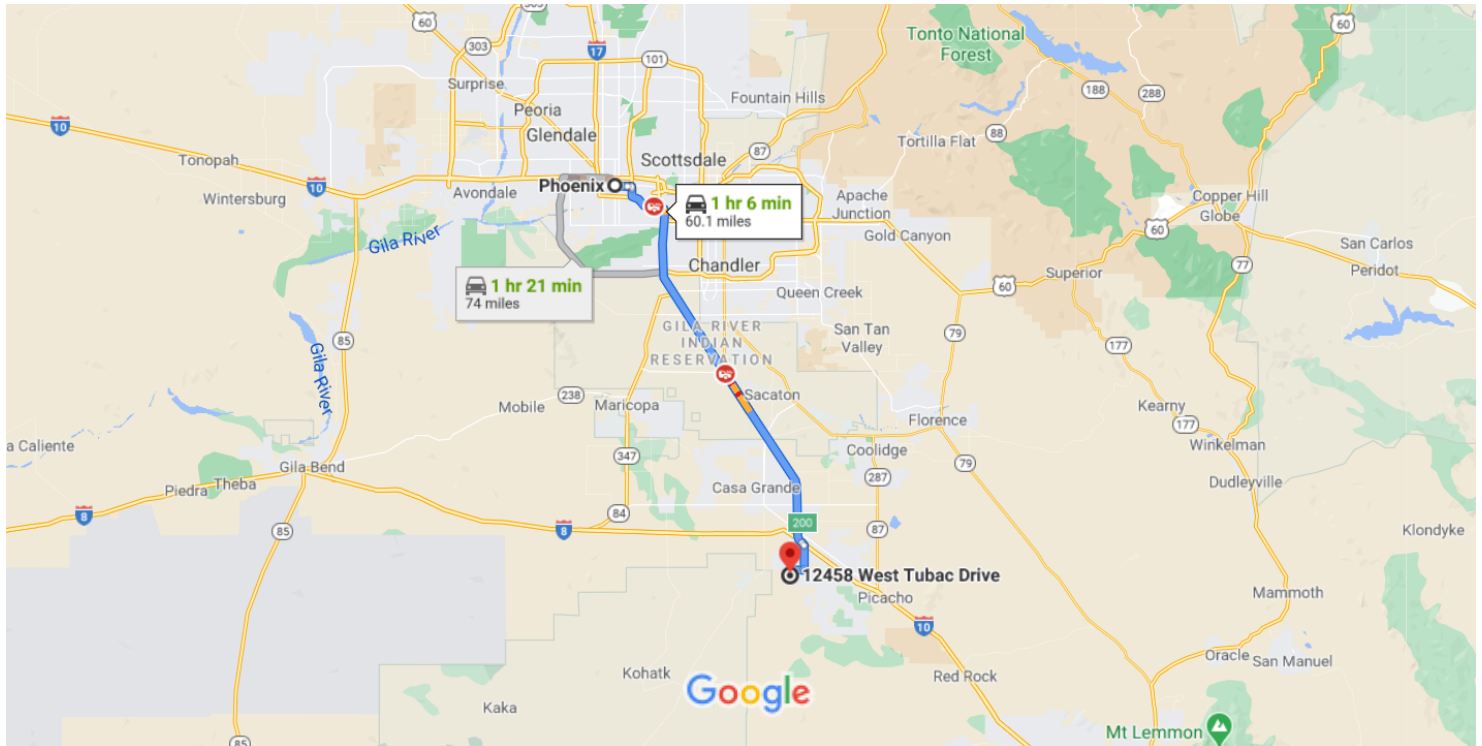 303
60
Tonto National
Forest
303
17
101
60
Surprise
188
288
Peoria
Fountain Hills
10
Glendale
88
87
Tortilla Flat
Tonopah
Scottsdale
10
Phoenix
Avondale
Wintersburg
1 hr 6 min
60.1 miles
Apache
Junction
Copper Hill
Globe
60
Gila River
Gold Canyon
San Carlos
Chandler
77
Peridot
1 hr 21 min
74 miles
Superior
60
Queen Creek
GILA RIVER
INDIAN
RESERVATION
79
San Tan
Valley
85
177
Gila River
238
Sacaton
Mobile
Maricopa
Kearny
Florence
177
Winkelman
a Caliente
347
Coolidge
79
Gila Bend
287
Piedra
Theba
Casa Grande
Dudleyville
8
84
200
8
87
85
Klondyke
12458 West Tubac Drive
Picacho
Mammoth
10
Oracle
San Manuel
Kohatk
Red Rock
Google
Kaka
Mt Lemmon
85